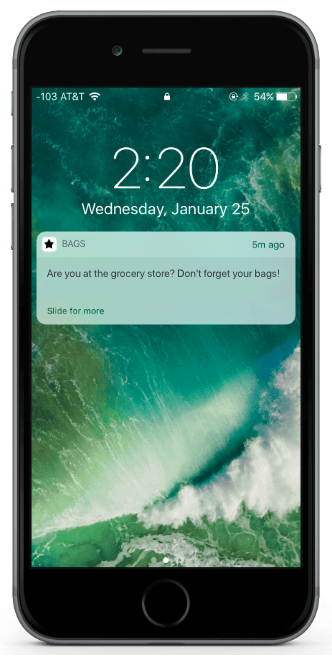 -103 AT&T 54%
2:20
Wednesday, January 25
BAGS 5m ago
Are you at the grocery store? Don't forget your bags!
Slide for more